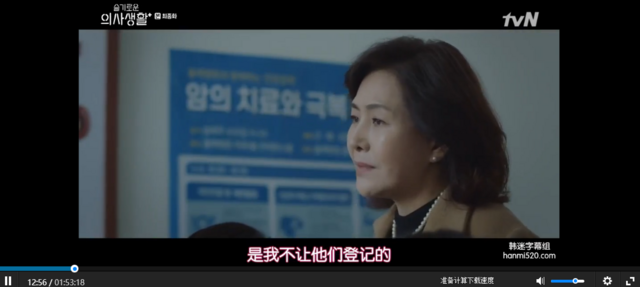 슬기로운
의사생활
최종화
tvN
암의 치료와 극복
是我不让他们登记的
韩迷字幕组
hanmi520.com
12:56 / 01:53:18
准备计算下载速度